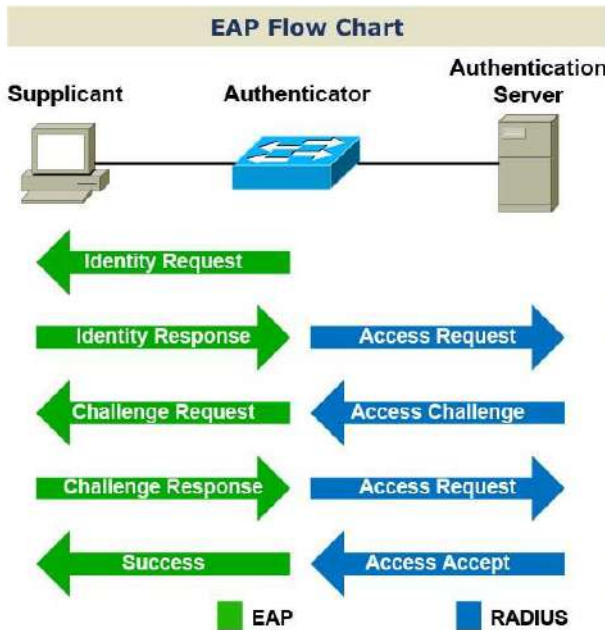 EAP Flow Chart
Supplicant
Authenticator
Authentication
Server
Identity Request
Identity Response
Access Request
Challenge Request
Access Challenge
Challenge Response
Access Request
Success
Access Accept
EAP
RADIUS